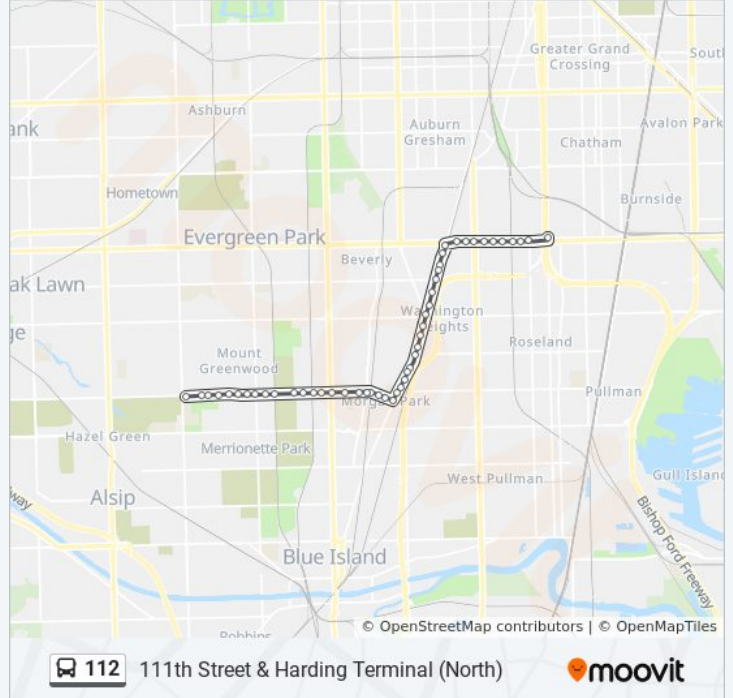 Greater Grand
Crossing
Ashburn
Auburn
Gresham
Avalon Park
Chatham
Hometown
Burnside
Evergreen Park
Beverly
ak Lawn
Washington
Heights
ge
Roseland
Mount
Greenwood
Pullman
Morgan Park
Hazel Green
Merrionette Park
West Pullman
Gull Island
Alsip
way
Bishop Ford Freeway
Blue Island
© OpenStreetMap contributors | © OpenMapTiles
Robbins
112 111th Street & Harding Terminal (North) moovit